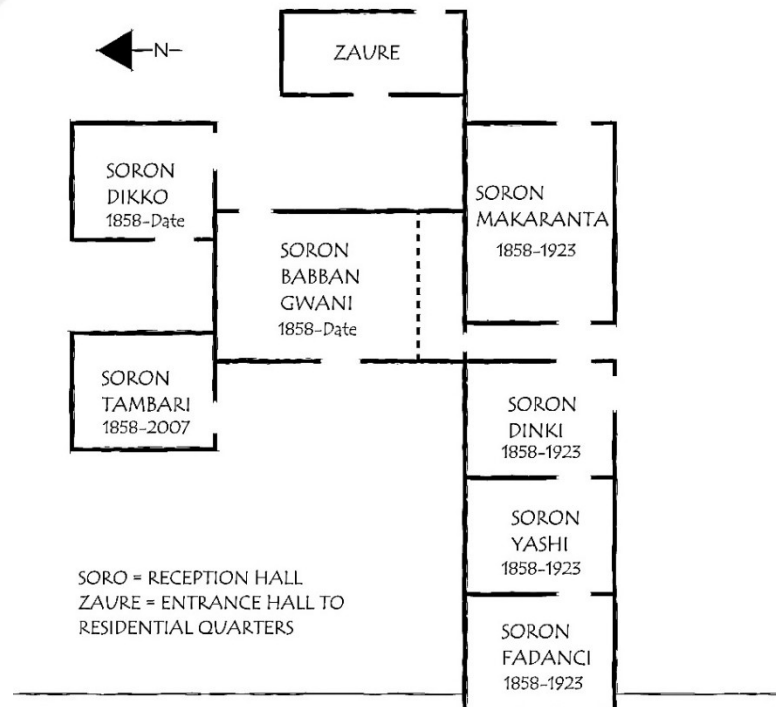 ZAURE
–N–
SORON
DIKKO
1858-Date
SORON
MAKARANTA
1858-1923
SORON
BABBAN
GWANI
1858-Date
SORON
TAMBARI
1858-2007
SORON
DINKI
1858-1923
SORON
YASHI
1858-1923
SORO = RECEPTION HALL
ZAURE = ENTRANCE HALL TO
RESIDENTIAL QUARTERS
SORON
FADANCI
1858-1923